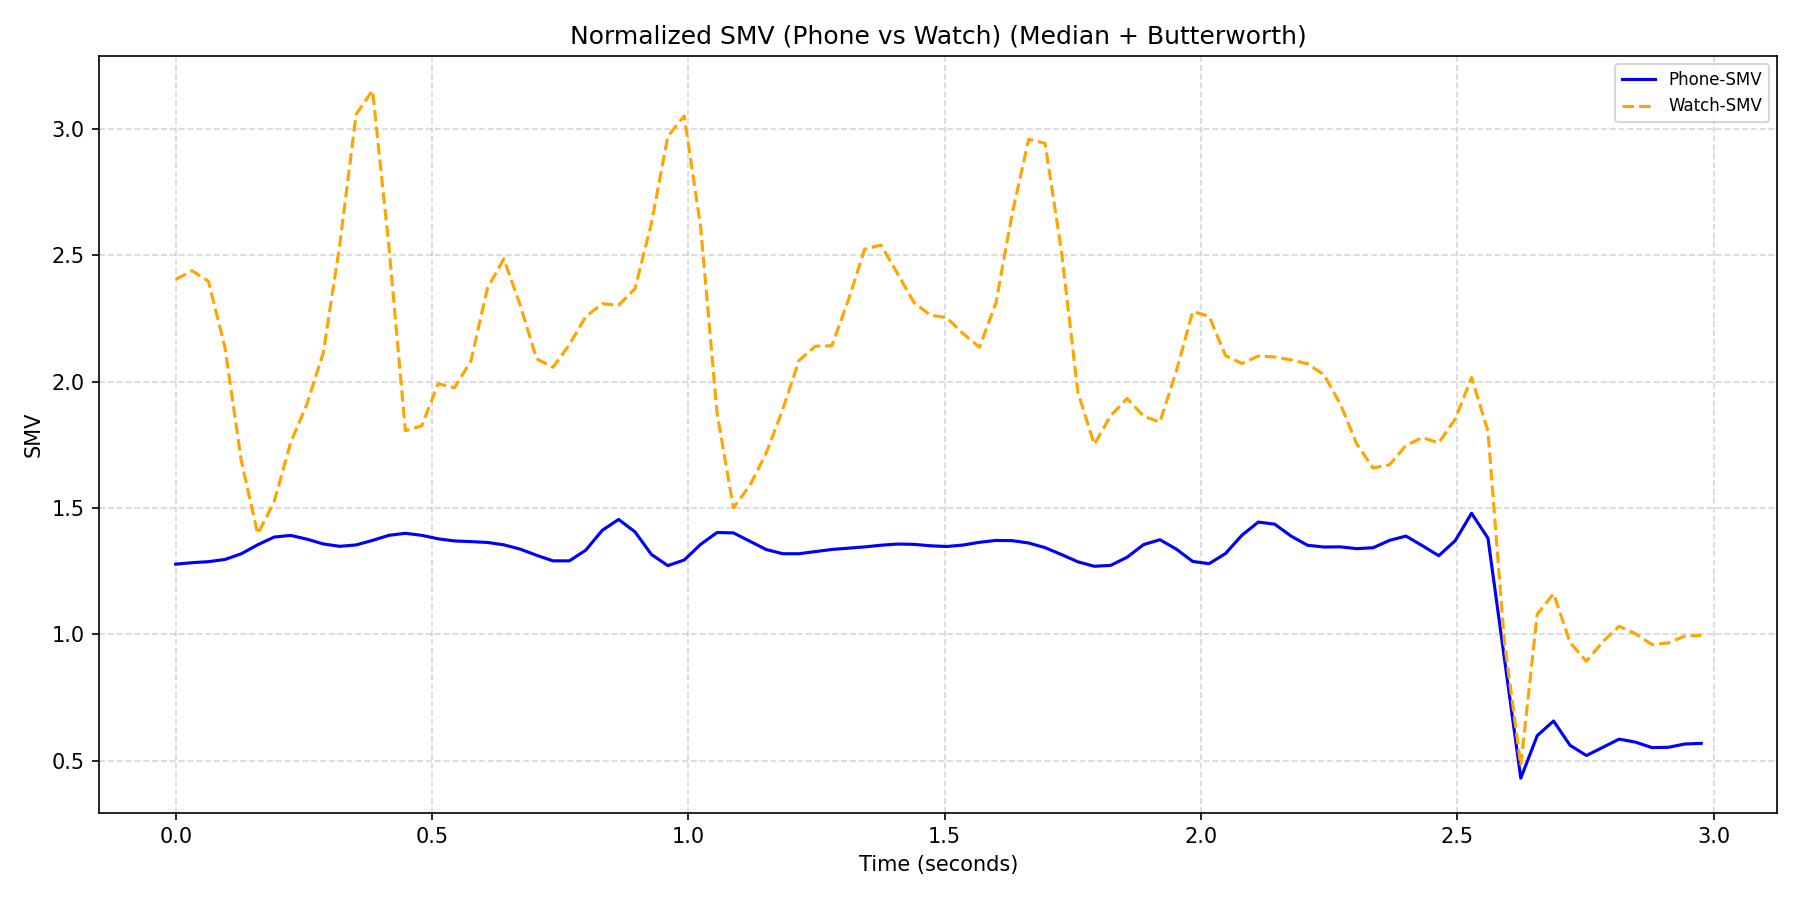 Normalized SMV (Phone vs Watch) (Median + Butterworth)
Phone-SMV
Watch-SMV
SMV
3.0
2.5
2.0
1.5
1.0
0.5
0.0 0.5 1.0 1.5 2.0 2.5 3.0
Time (seconds)